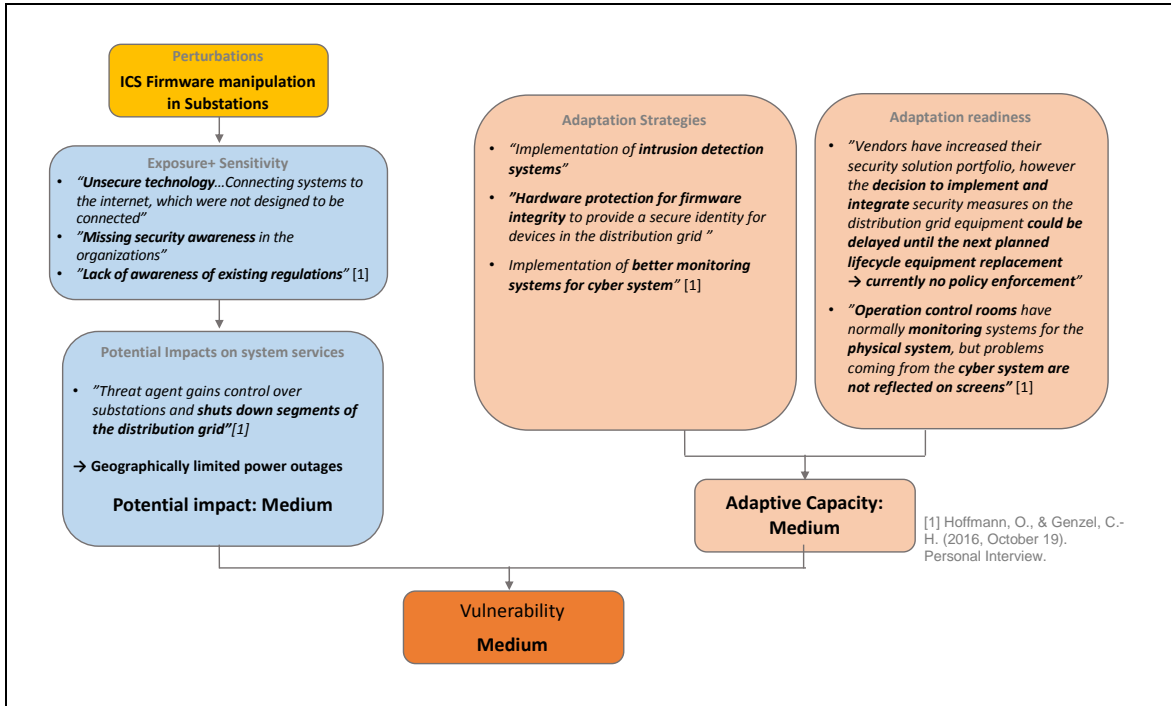 Perturbations
ICS Firmware manipulation
in Substations
Exposure+ Sensitivity
• “Unsecure technology…Connecting systems to
the internet, which were not designed to be
connected”
• ”Missing security awareness in the
organizations”
• ”Lack of awareness of existing regulations” [1]
Potential Impacts on system services
• ”Threat agent gains control over
substations and shuts down segments of
the distribution grid”[1]
→ Geographically limited power outages
Potential impact: Medium
Adaptation Strategies
• “Implementation of intrusion detection
systems”
• ”Hardware protection for firmware
integrity to provide a secure identity for
devices in the distribution grid ”
• Implementation of better monitoring
systems for cyber system” [1]
Adaptation readiness
• ”Vendors have increased their
security solution portfolio, however
the decision to implement and
integrate security measures on the
distribution grid equipment could be
delayed until the next planned
lifecycle equipment replacement
→ currently no policy enforcement”
• ”Operation control rooms have
normally monitoring systems for the
physical system, but problems
coming from the cyber system are
not reflected on screens” [1]
Adaptive Capacity:
Medium
[1] Hoffmann, O., & Genzel, C.-
H. (2016, October 19).
Personal Interview.
Vulnerability
Medium